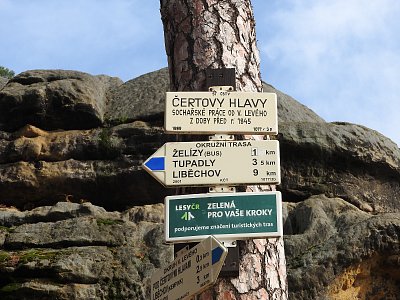 ČERTOVY HLAVY
SOCHAŘSKÉ PRÁCE OD V. LEVÉHO
Z DOBY PŘED r. 1845
OKRUŽNÍ TRASA
ŽELÍZY (BUS) 1 km
TUPADLY 3 5 km
LIBĚCHOV 9 km
LESY ČR
ZELENÁ
PRO VAŠE KROKY
podporujeme značení turistických tras